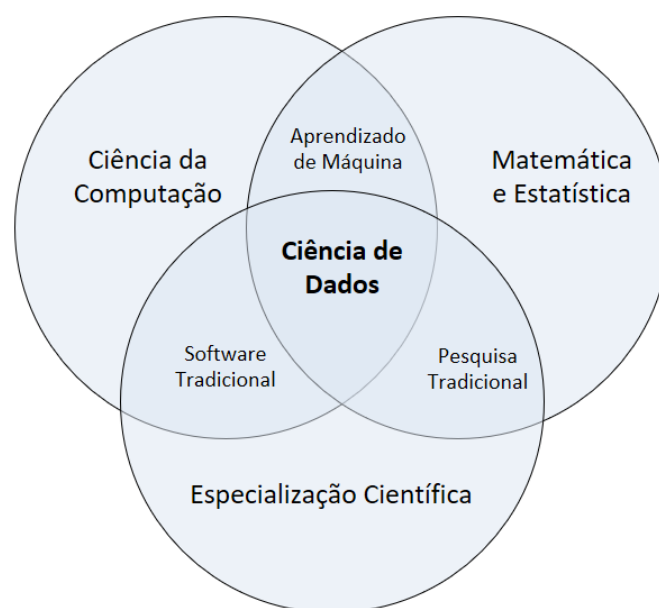 Aprendizado
de Máquina
Ciência da
Computação
Matemática
e Estatística
Ciência de
Dados
Software
Tradicional
Pesquisa
Tradicional
Especialização Científica